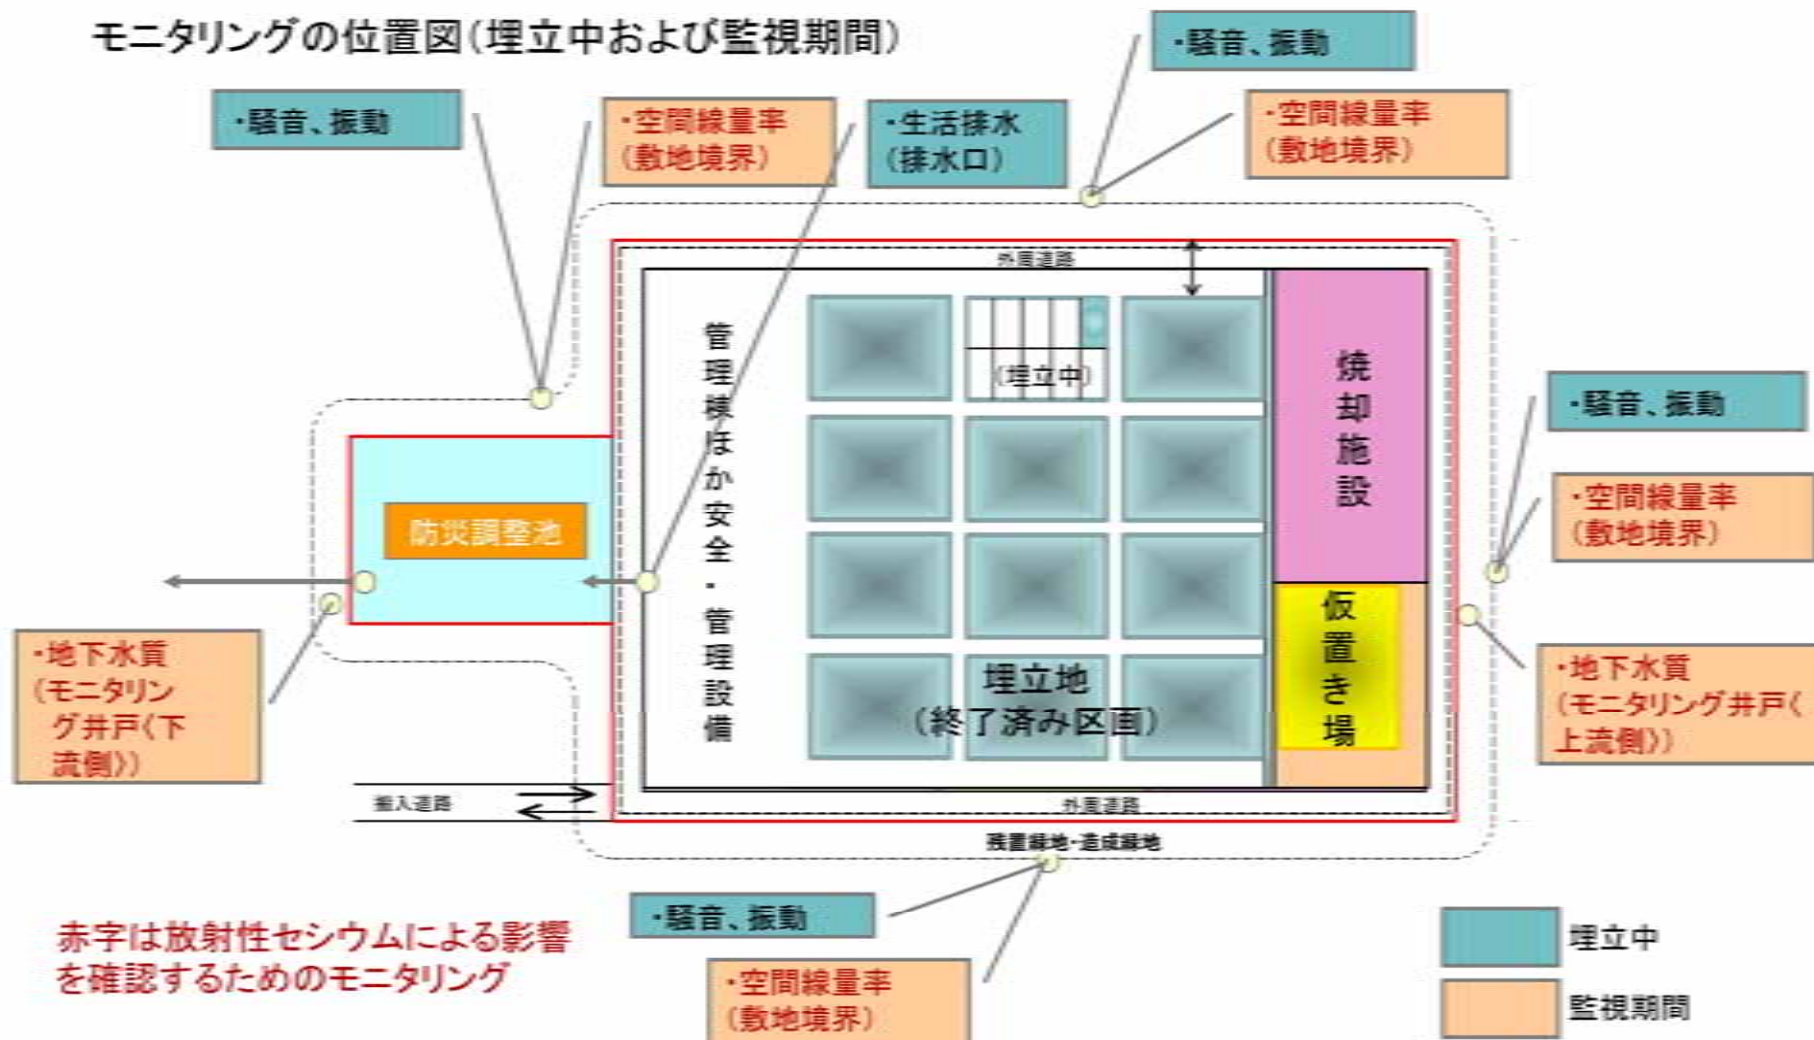 モニタリングの位置図(埋立中および監視期間)
・騒音、振動
・騒音、振動
・空間線量率
(敷地境界)
・生活排水
(排水口)
・空間線量率
(敷地境界)
外周道路
管理棟ほか安全・管理設備
(埋立中)
焼却施設
・騒音、振動
・空間線量率
(敷地境界)
防災調整池
仮置き場
・地下水質
(モニタリン
グ井戸(下
流側))
埋立地
(終了済み区画)
・地下水質
(モニタリング井戸(
上流側))
搬入道路
外周道路
残置緑地・造成緑地
・騒音、振動
・空間線量率
(敷地境界)
赤字は放射性セシウムによる影響
を確認するためのモニタリング
埋立中
監視期間